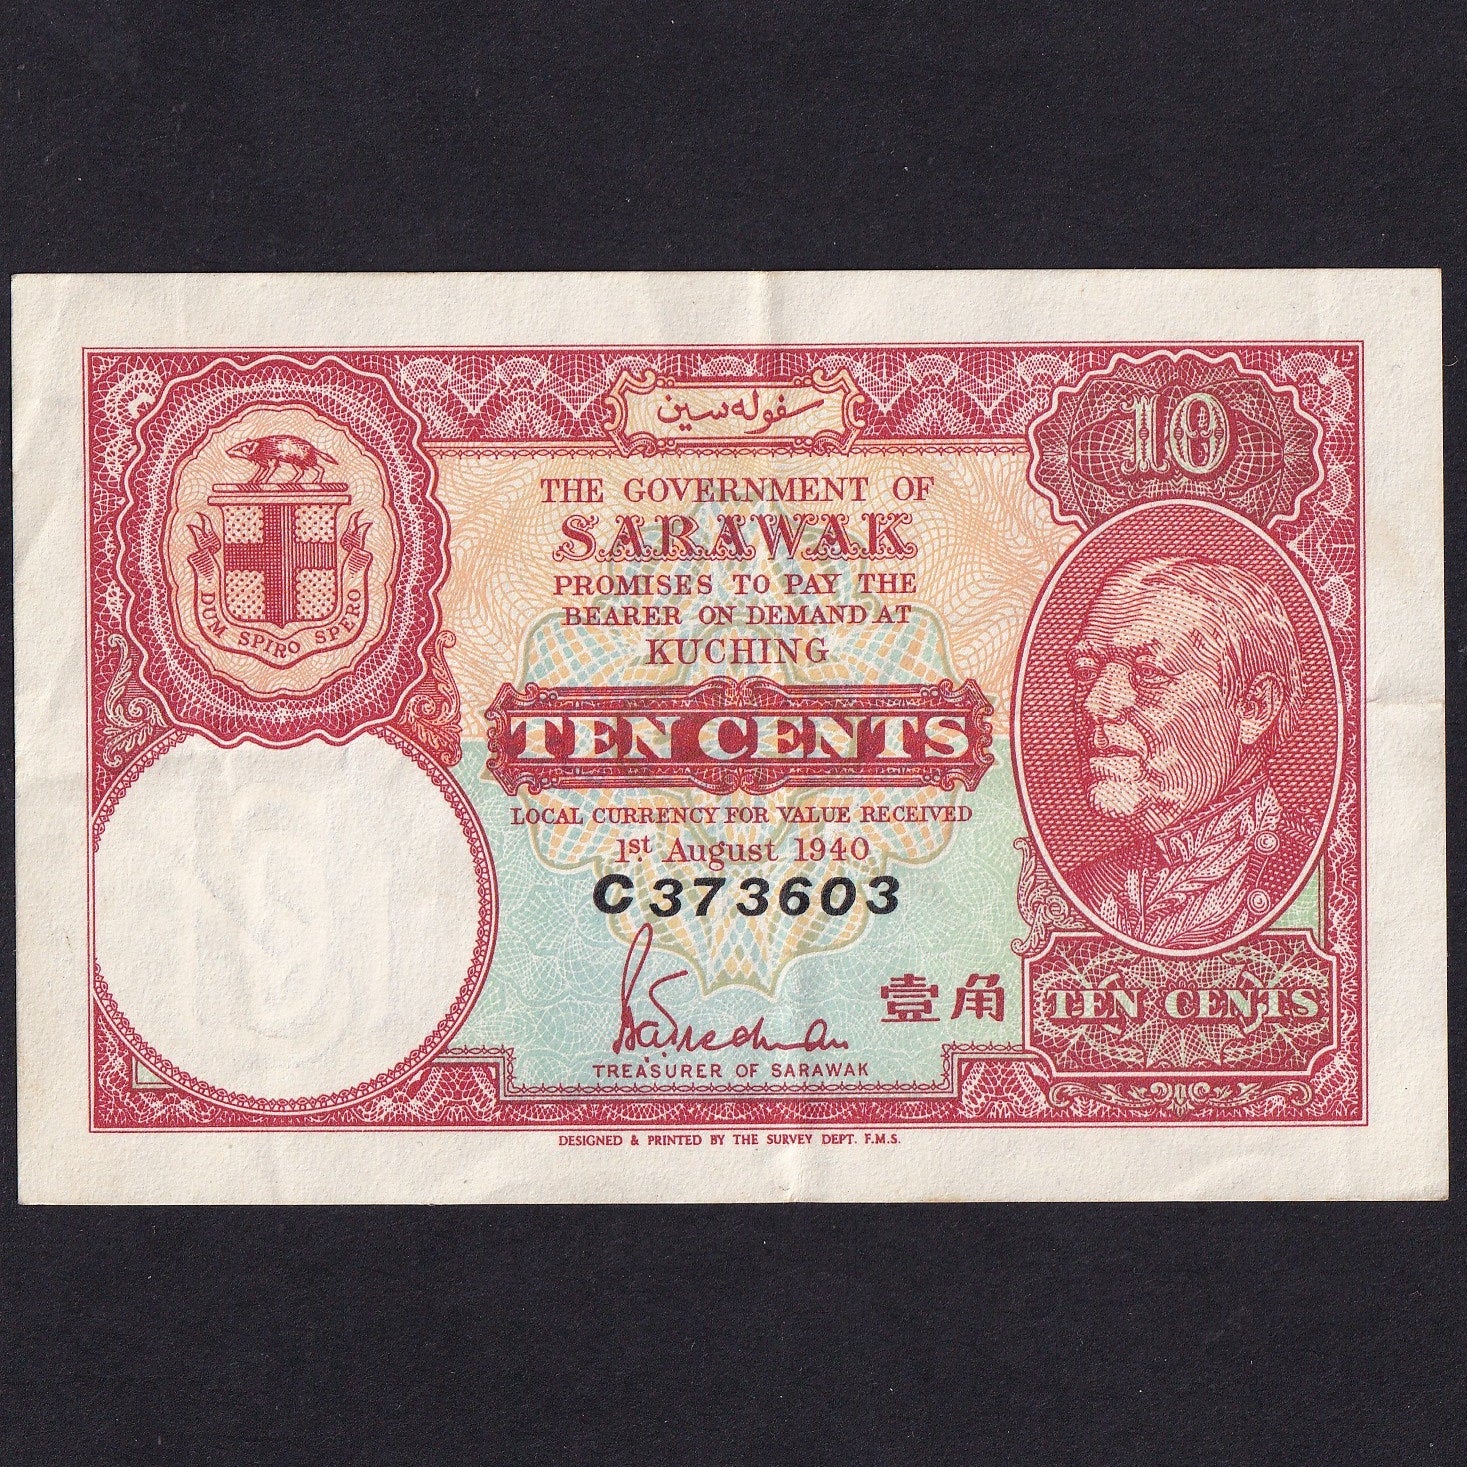 سفوله سين
10
THE GOVERNMENT OF
SARAWAK
PROMISES TO PAY THE
BEARER ON DEMAND AT
KUCHING
TEN CENTS
LOCAL CURRENCY FOR VALUE RECEIVED
1st August 1940
C373603
DUM SPIRO SPERO
壹角
TEN CENTS
TREASURER OF SARAWAK
DESIGNED & PRINTED BY THE SURVEY DEPT. F.M.S.